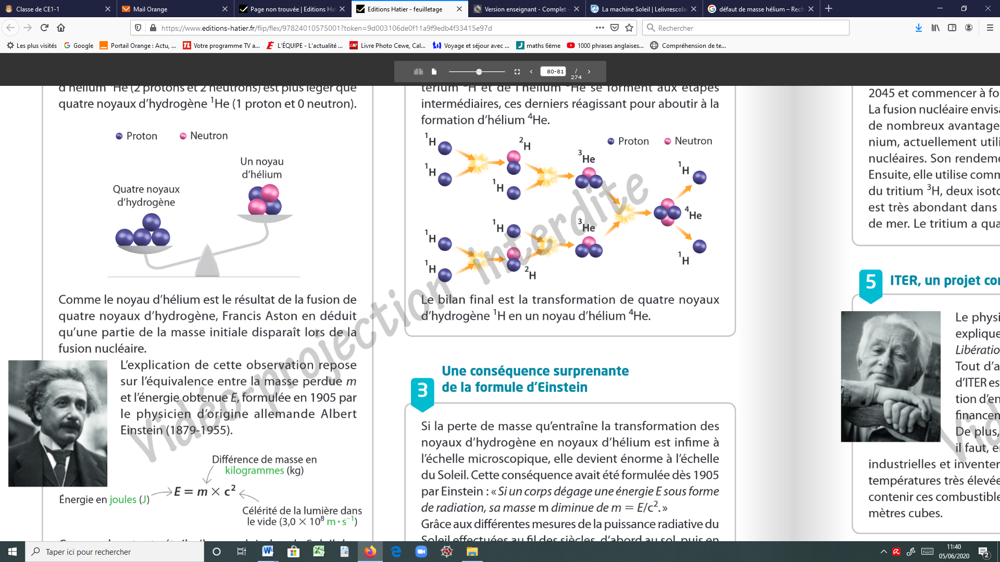 Classe de CE1-1
Mail Orange
Page non trouvée | Editions Hat
Editions Hatier - feuilletage
Version enseignant - Complet -
La machine Soleil | Lelivrescola
défaut de masse hélium – Rech
https://www.editions-hatier.fr/flip/flex/9782401057500​1?token=9d003106de0f11a9f9edb4f33415e97d
Rechercher
Les plus visités
Google
Portail Orange : Actu, ...
Votre programme TV a...
L'ÉQUIPE - L'actualité ...
Livre Photo Cewe, Cal...
Voyage et séjour avec ...
maths 6ème
1000 phrases anglaises...
Compréhension de te...
80-81
/
274
d'hélium ⁴He (2 protons et 2 neutrons) est plus léger que
quatre noyaux d'hydrogène ¹He (1 proton et 0 neutron).
Proton
Neutron
Un noyau
d'hélium
Quatre noyaux
d'hydrogène
Comme le noyau d'hélium est le résultat de la fusion de
quatre noyaux d'hydrogène, Francis Aston en déduit
qu'une partie de la masse initiale disparaît lors de la
fusion nucléaire.
L'explication de cette observation repose
sur l'équivalence entre la masse perdue m
et l'énergie obtenue E, formulée en 1905 par
le physicien d'origine allemande Albert
Einstein (1879-1955).
Différence de masse en
kilogrammes (kg)
E = m × c²
Énergie en joules (J)
Célérité de la lumière dans
le vide (3,0 × 10⁸ m·s⁻¹)
térium ²H et de l'hélium ³He se forment aux étapes
intermédiaires, ces derniers réagissant pour aboutir à la
formation d'hélium ⁴He.
Proton
Neutron
¹H
¹H
²H
¹H
³He
¹H
⁴He
¹H
³He
¹H
¹H
²H
¹H
Le bilan final est la transformation de quatre noyaux
d'hydrogène ¹H en un noyau d'hélium ⁴He.
3
Une conséquence surprenante
de la formule d'Einstein
Si la perte de masse qu'entraîne la transformation des
noyaux d'hydrogène en noyaux d'hélium est infime à
l'échelle microscopique, elle devient énorme à l'échelle
du Soleil. Cette conséquence avait été formulée dès 1905
par Einstein : « Si un corps dégage une énergie E sous forme
de radiation, sa masse m diminue de m = E/c². »
Grâce aux différentes mesures de la puissance radiative du
Soleil effectuées au fil des siècles, d'abord au sol, puis en
2045 et commencer à fo
La fusion nucléaire envisa
de nombreux avantage
nium, actuellement utili
nucléaires. Son rendeme
Ensuite, elle utilise comm
du tritium ³H, deux isoto
est très abondant dans
de mer. Le tritium a qua
5
ITER, un projet con
Le physi
explique
Libératio
Tout d'a
d'ITER es
tion d'en
financem
De plus,
il faut, e
industrielles et inventer
températures très élevée
contenir ces combustible
mètres cubes.
Vidéo-projection interdite
Vid
Taper ici pour rechercher
11:40
05/06/2020
2